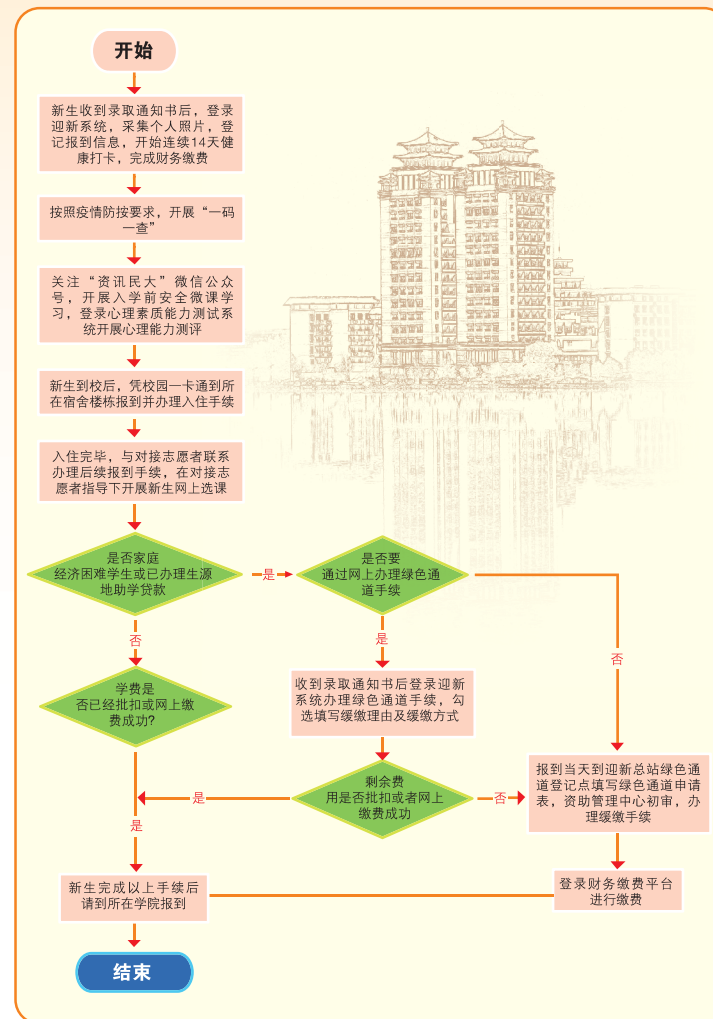 开始
新生收到录取通知书后，登录
迎新系统，采集个人照片，登
记报到信息，开始连续14天健
康打卡，完成财务缴费
按照疫情防按要求，开展“一码
一查”
关注“资讯民大”微信公众
号，开展入学前安全微课学
习，登录心理素质能力测试系
统开展心理能力测评
新生到校后，凭校园一卡通到所
在宿舍楼栋报到并办理入住手续
入住完毕，与对接志愿者联系
办理后续报到手续，在对接志
愿者指导下开展新生网上选课
是否家庭
经济困难学生或已办理生源
地助学贷款
是
是否要
通过网上办理绿色通
道手续
否
是
否
学费是
否已经批扣或网上缴
费成功?
收到录取通知书后登录迎新
系统办理绿色通道手续，勾
选填写缓缴理由及缓缴方式
剩余费
用是否批扣或者网上
缴费成功
是
否
报到当天到迎新总站绿色通
道登记点填写绿色通道申请
表，资助管理中心初审，办
理缓缴手续
是
新生完成以上手续后
请到所在学院报到
登录财务缴费平台
进行缴费
结束